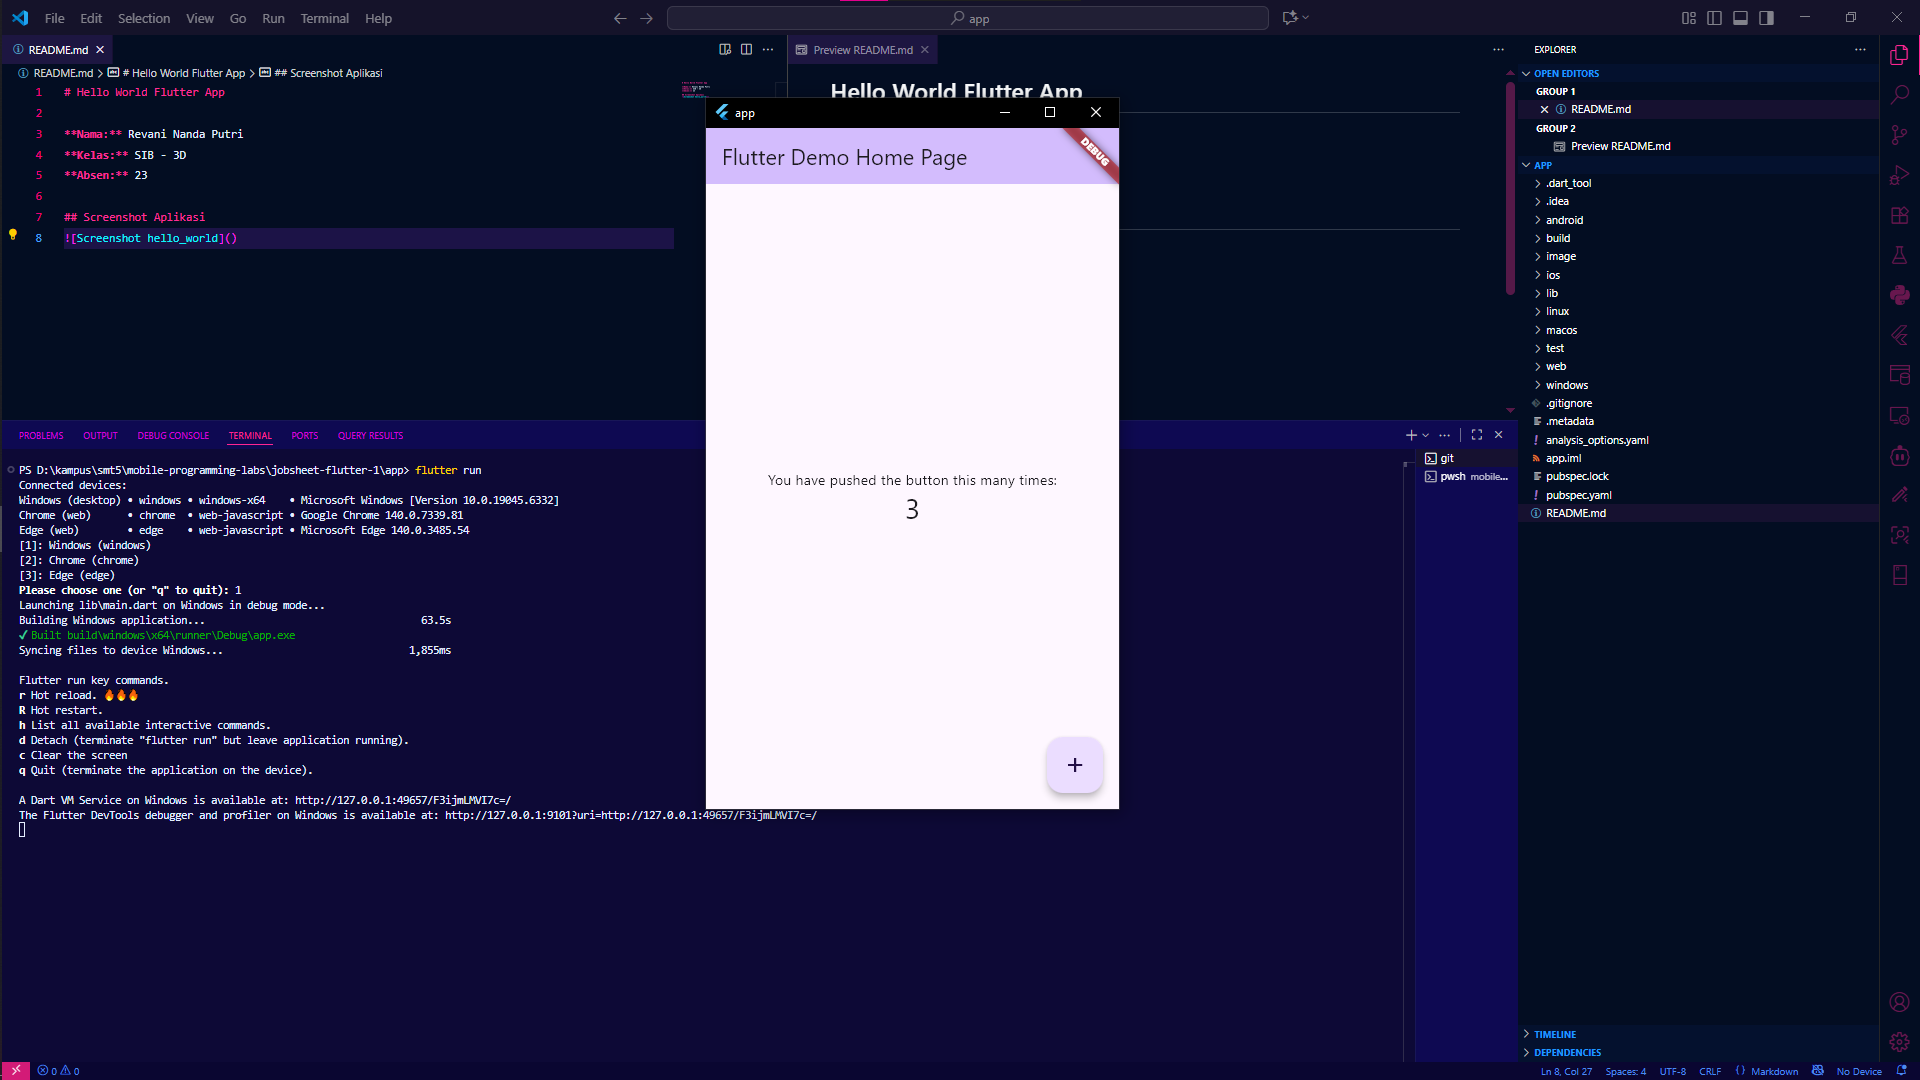 File Edit Selection View Go Run Terminal Help
app
README.md
Preview README.md
EXPLORER
README.md > # Hello World Flutter App > ## Screenshot Aplikasi
1 # Hello World Flutter App
2
3 **Nama:** Revani Nanda Putri
4 **Kelas:** SIB - 3D
5 **Absen:** 23
6
7 ## Screenshot Aplikasi
8 ![Screenshot hello_world]()
Hello World Flutter App
app
Flutter Demo Home Page
DEBUG
You have pushed the button this many times:
3
+
OPEN EDITORS
GROUP 1
README.md
GROUP 2
Preview README.md
APP
.dart_tool
.idea
android
build
image
ios
lib
linux
macos
test
web
windows
.gitignore
.metadata
analysis_options.yaml
app.iml
pubspec.lock
pubspec.yaml
README.md
TIMELINE
DEPENDENCIES
PROBLEMS OUTPUT DEBUG CONSOLE TERMINAL PORTS QUERY RESULTS
git
pwsh mobile...
PS D:\kampus\smt5\mobile-programming-labs\jobsheet-flutter-1\app> flutter run
Connected devices:
Windows (desktop) • windows • windows-x64 • Microsoft Windows [Version 10.0.19045.6332]
Chrome (web) • chrome • web-javascript • Google Chrome 140.0.7339.81
Edge (web) • edge • web-javascript • Microsoft Edge 140.0.3485.54
[1]: Windows (windows)
[2]: Chrome (chrome)
[3]: Edge (edge)
Please choose one (or "q" to quit): 1
Launching lib\main.dart on Windows in debug mode...
Building Windows application... 63.5s
√ Built build\windows\x64\runner\Debug\app.exe
Syncing files to device Windows... 1,855ms
Flutter run key commands.
r Hot reload. 🔥🔥🔥
R Hot restart.
h List all available interactive commands.
d Detach (terminate "flutter run" but leave application running).
c Clear the screen
q Quit (terminate the application on the device).
A Dart VM Service on Windows is available at: http://127.0.0.1:49657/F3ijmLMVI7c=/
The Flutter DevTools debugger and profiler on Windows is available at: http://127.0.0.1:9101?uri=http://127.0.0.1:49657/F3ijmLMVI7c=/
0 0
Ln 8, Col 27 Spaces: 4 UTF-8 CRLF {} Markdown No Device